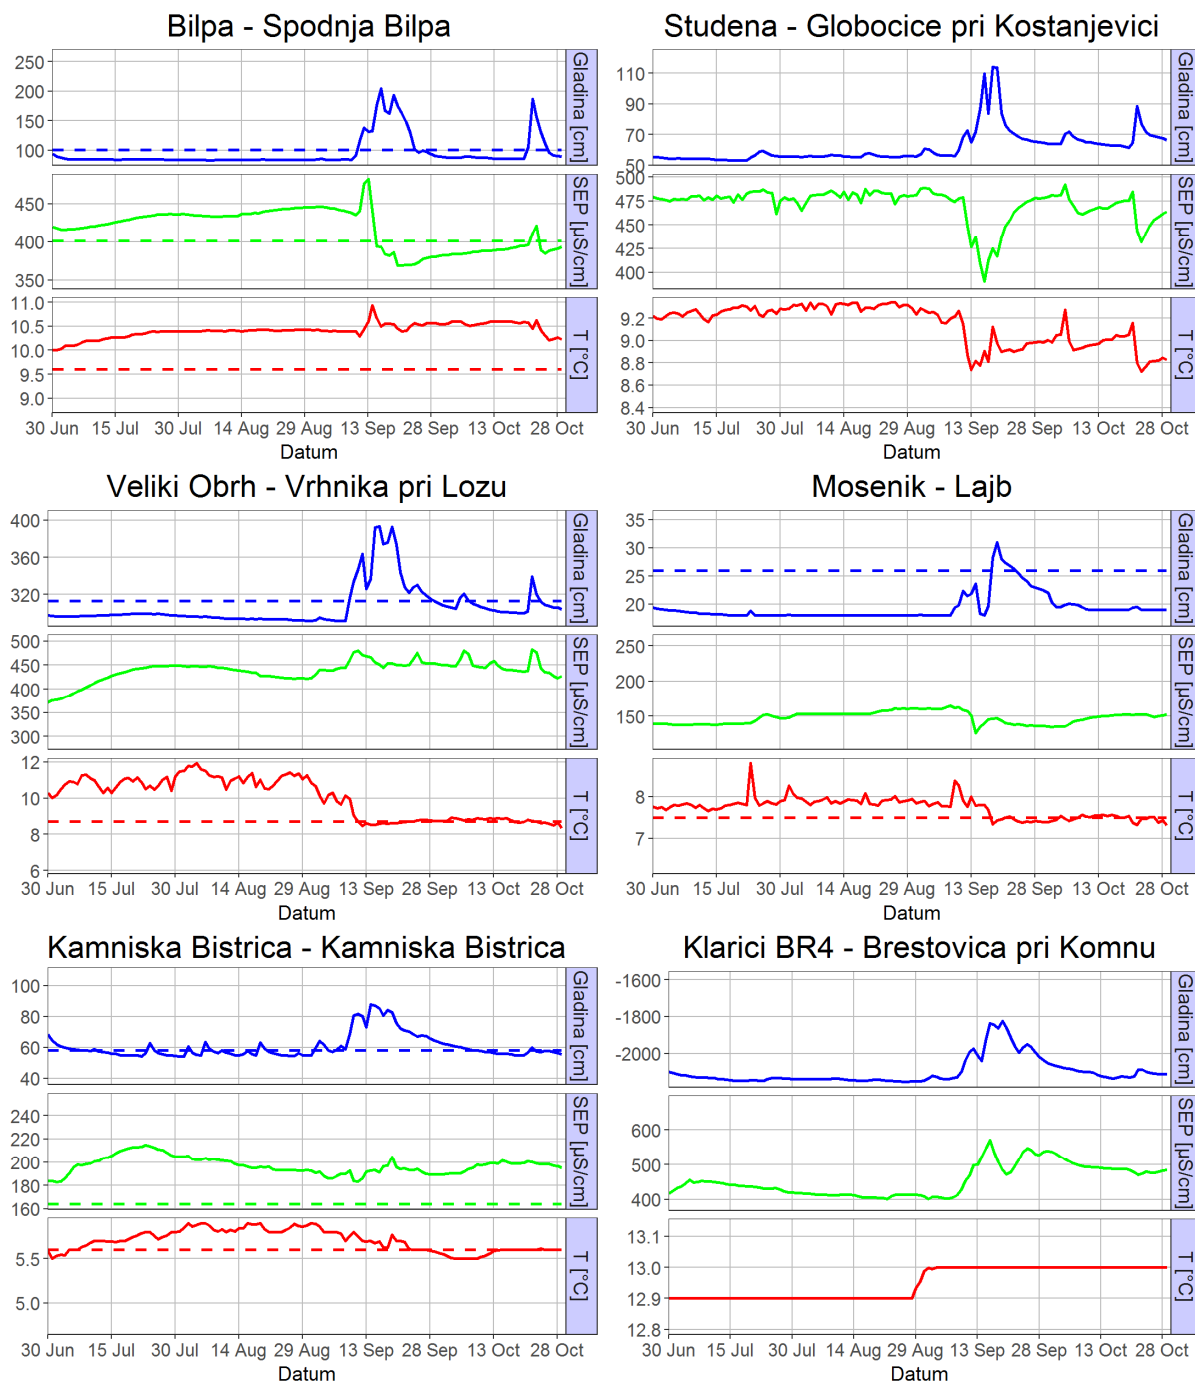 Bilpa - Spodnja Bilpa
250
200
150
100
Gladina [cm]
450
400
350
SEP [µS/cm]
11.0
10.5
10.0
9.5
9.0
T [°C]
30 Jun 15 Jul 30 Jul 14 Aug 29 Aug 13 Sep 28 Sep 13 Oct 28 Oct
Datum
Studena - Globocice pri Kostanjevici
110
90
70
50
Gladina [cm]
500
475
450
425
400
SEP [µS/cm]
9.2
9.0
8.8
8.6
8.4
T [°C]
30 Jun 15 Jul 30 Jul 14 Aug 29 Aug 13 Sep 28 Sep 13 Oct 28 Oct
Datum
Veliki Obrh - Vrhnika pri Lozu
400
360
320
Gladina [cm]
500
450
400
350
300
SEP [µS/cm]
12
10
8
6
T [°C]
30 Jun 15 Jul 30 Jul 14 Aug 29 Aug 13 Sep 28 Sep 13 Oct 28 Oct
Datum
Mosenik - Lajb
35
30
25
20
Gladina [cm]
250
200
150
SEP [µS/cm]
8
7
T [°C]
30 Jun 15 Jul 30 Jul 14 Aug 29 Aug 13 Sep 28 Sep 13 Oct 28 Oct
Datum
Kamniska Bistrica - Kamniska Bistrica
100
80
60
40
Gladina [cm]
240
220
200
180
160
SEP [µS/cm]
5.5
5.0
T [°C]
30 Jun 15 Jul 30 Jul 14 Aug 29 Aug 13 Sep 28 Sep 13 Oct 28 Oct
Datum
Klarici BR4 - Brestovica pri Komnu
-1600
-1800
-2000
Gladina [cm]
600
500
400
SEP [µS/cm]
13.1
13.0
12.9
12.8
T [°C]
30 Jun 15 Jul 30 Jul 14 Aug 29 Aug 13 Sep 28 Sep 13 Oct 28 Oct
Datum